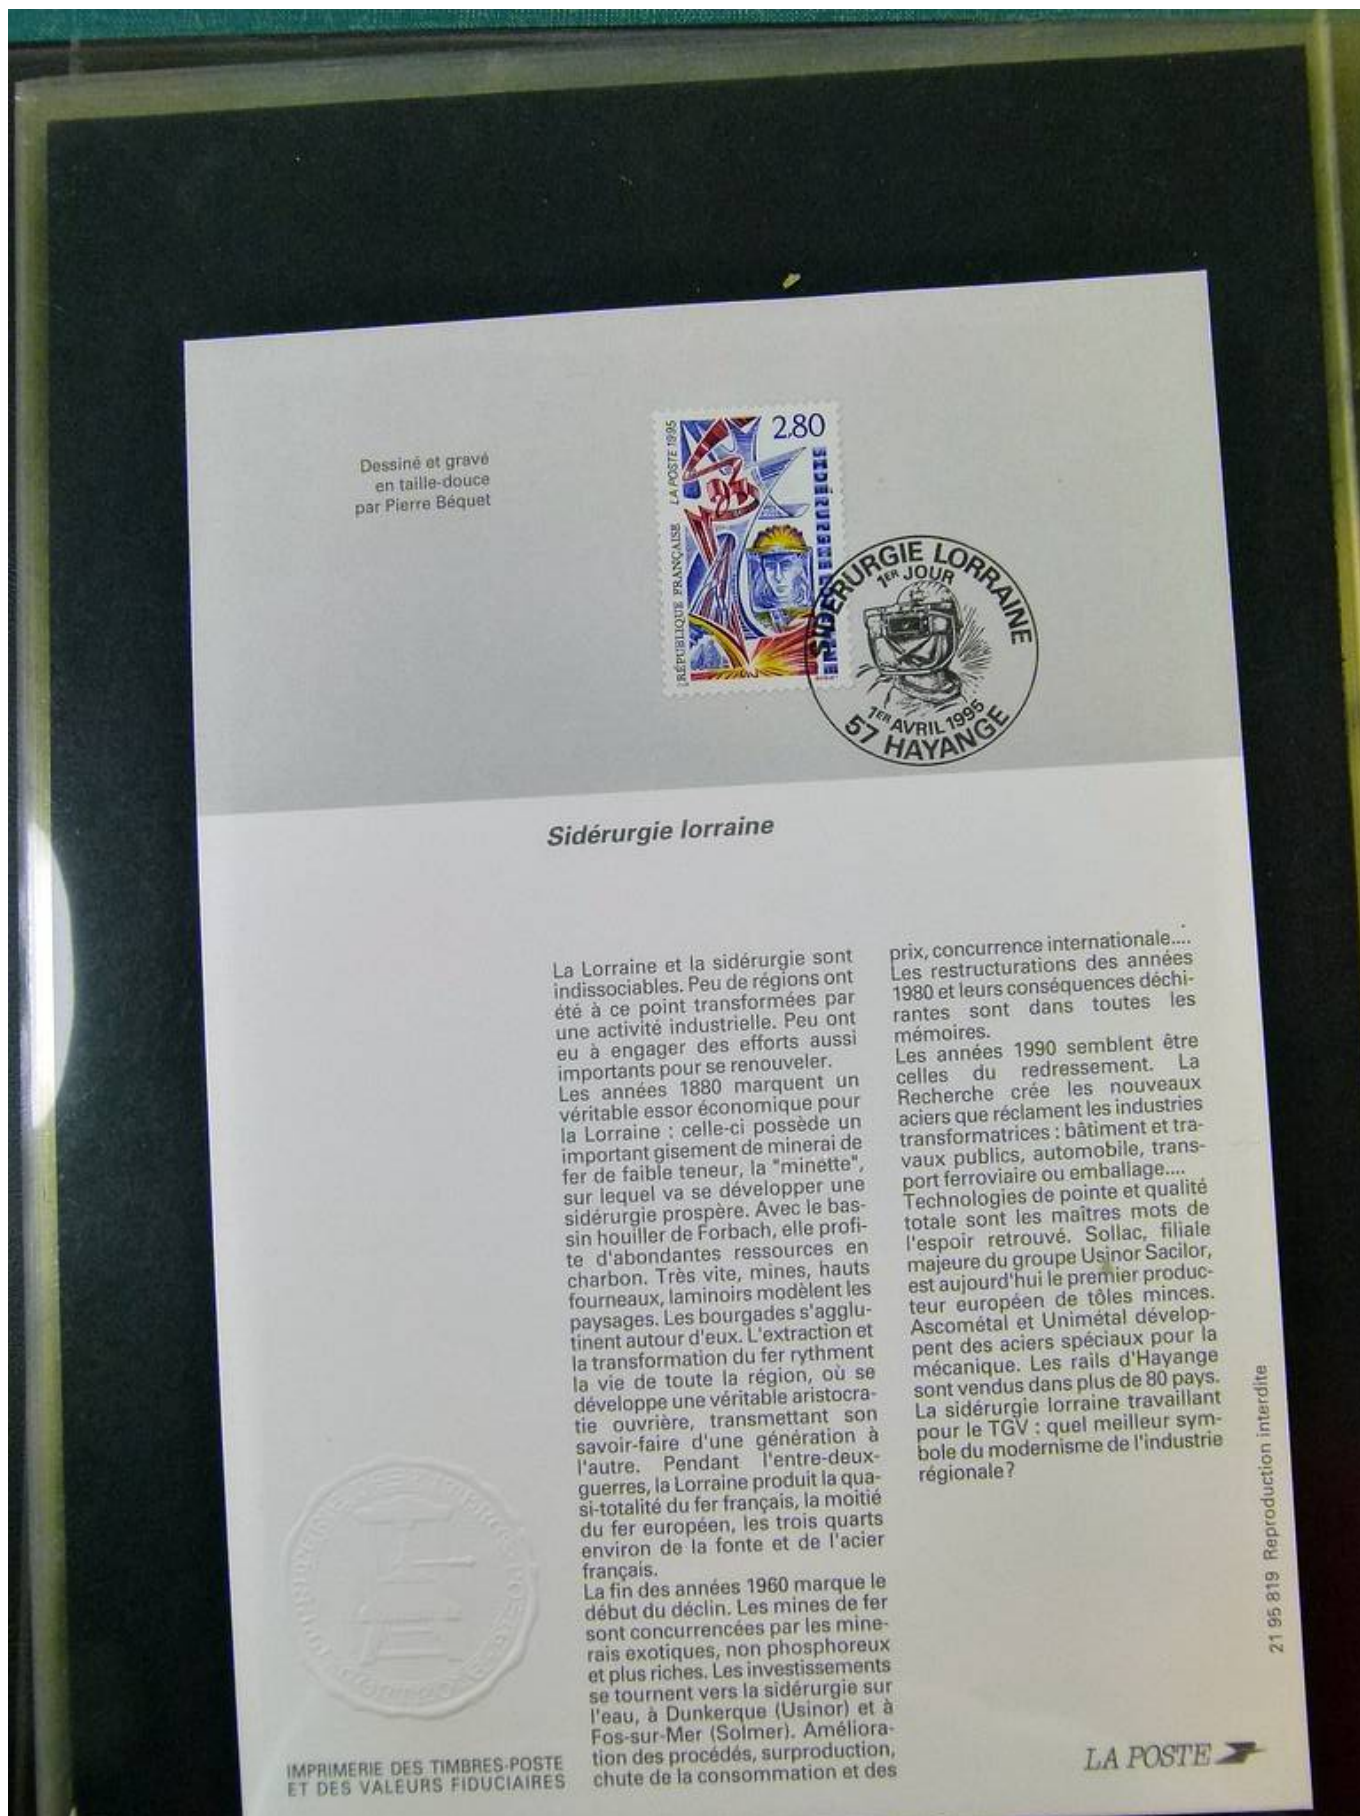 Dessiné et gravé
en taille-douce
par Pierre Béquet
RÉPUBLIQUE FRANÇAISE LA POSTE 1995
2,80
SIDÉRURGIE LORRAINE
SIDÉRURGIE LORRAINE
1ER JOUR
1ER AVRIL 1995
57 HAYANGE
Sidérurgie lorraine
La Lorraine et la sidérurgie sont
indissociables. Peu de régions ont
été à ce point transformées par
une activité industrielle. Peu ont
eu à engager des efforts aussi
importants pour se renouveler.
Les années 1880 marquent un
véritable essor économique pour
la Lorraine : celle-ci possède un
important gisement de minerai de
fer de faible teneur, la "minette",
sur lequel va se développer une
sidérurgie prospère. Avec le bas-
sin houiller de Forbach, elle profi-
te d'abondantes ressources en
charbon. Très vite, mines, hauts
fourneaux, laminoirs modèlent les
paysages. Les bourgades s'agglu-
tinent autour d'eux. L'extraction et
la transformation du fer rythment
la vie de toute la région, où se
développe une véritable aristocra-
tie ouvrière, transmettant son
savoir-faire d'une génération à
l'autre. Pendant l'entre-deux-
guerres, la Lorraine produit la qua-
si-totalité du fer français, la moitié
du fer européen, les trois quarts
environ de la fonte et de l'acier
français.
La fin des années 1960 marque le
début du déclin. Les mines de fer
sont concurrencées par les mine-
rais exotiques, non phosphoreux
et plus riches. Les investissements
se tournent vers la sidérurgie sur
l'eau, à Dunkerque (Usinor) et à
Fos-sur-Mer (Solmer). Améliora-
tion des procédés, surproduction,
chute de la consommation et des
prix, concurrence internationale....
Les restructurations des années
1980 et leurs conséquences déchi-
rantes sont dans toutes les
mémoires.
Les années 1990 semblent être
celles du redressement. La
Recherche crée les nouveaux
aciers que réclament les industries
transformatrices : bâtiment et tra-
vaux publics, automobile, trans-
port ferroviaire ou emballage....
Technologies de pointe et qualité
totale sont les maîtres mots de
l'espoir retrouvé. Sollac, filiale
majeure du groupe Usinor Sacilor,
est aujourd'hui le premier produc-
teur européen de tôles minces.
Ascométal et Unimétal dévelop-
pent des aciers spéciaux pour la
mécanique. Les rails d'Hayange
sont vendus dans plus de 80 pays.
La sidérurgie lorraine travaillant
pour le TGV : quel meilleur sym-
bole du modernisme de l'industrie
régionale ?
21 95 819 Reproduction interdite
IMPRIMERIE DES TIMBRES-POSTE
ET DES VALEURS FIDUCIAIRES
LA POSTE